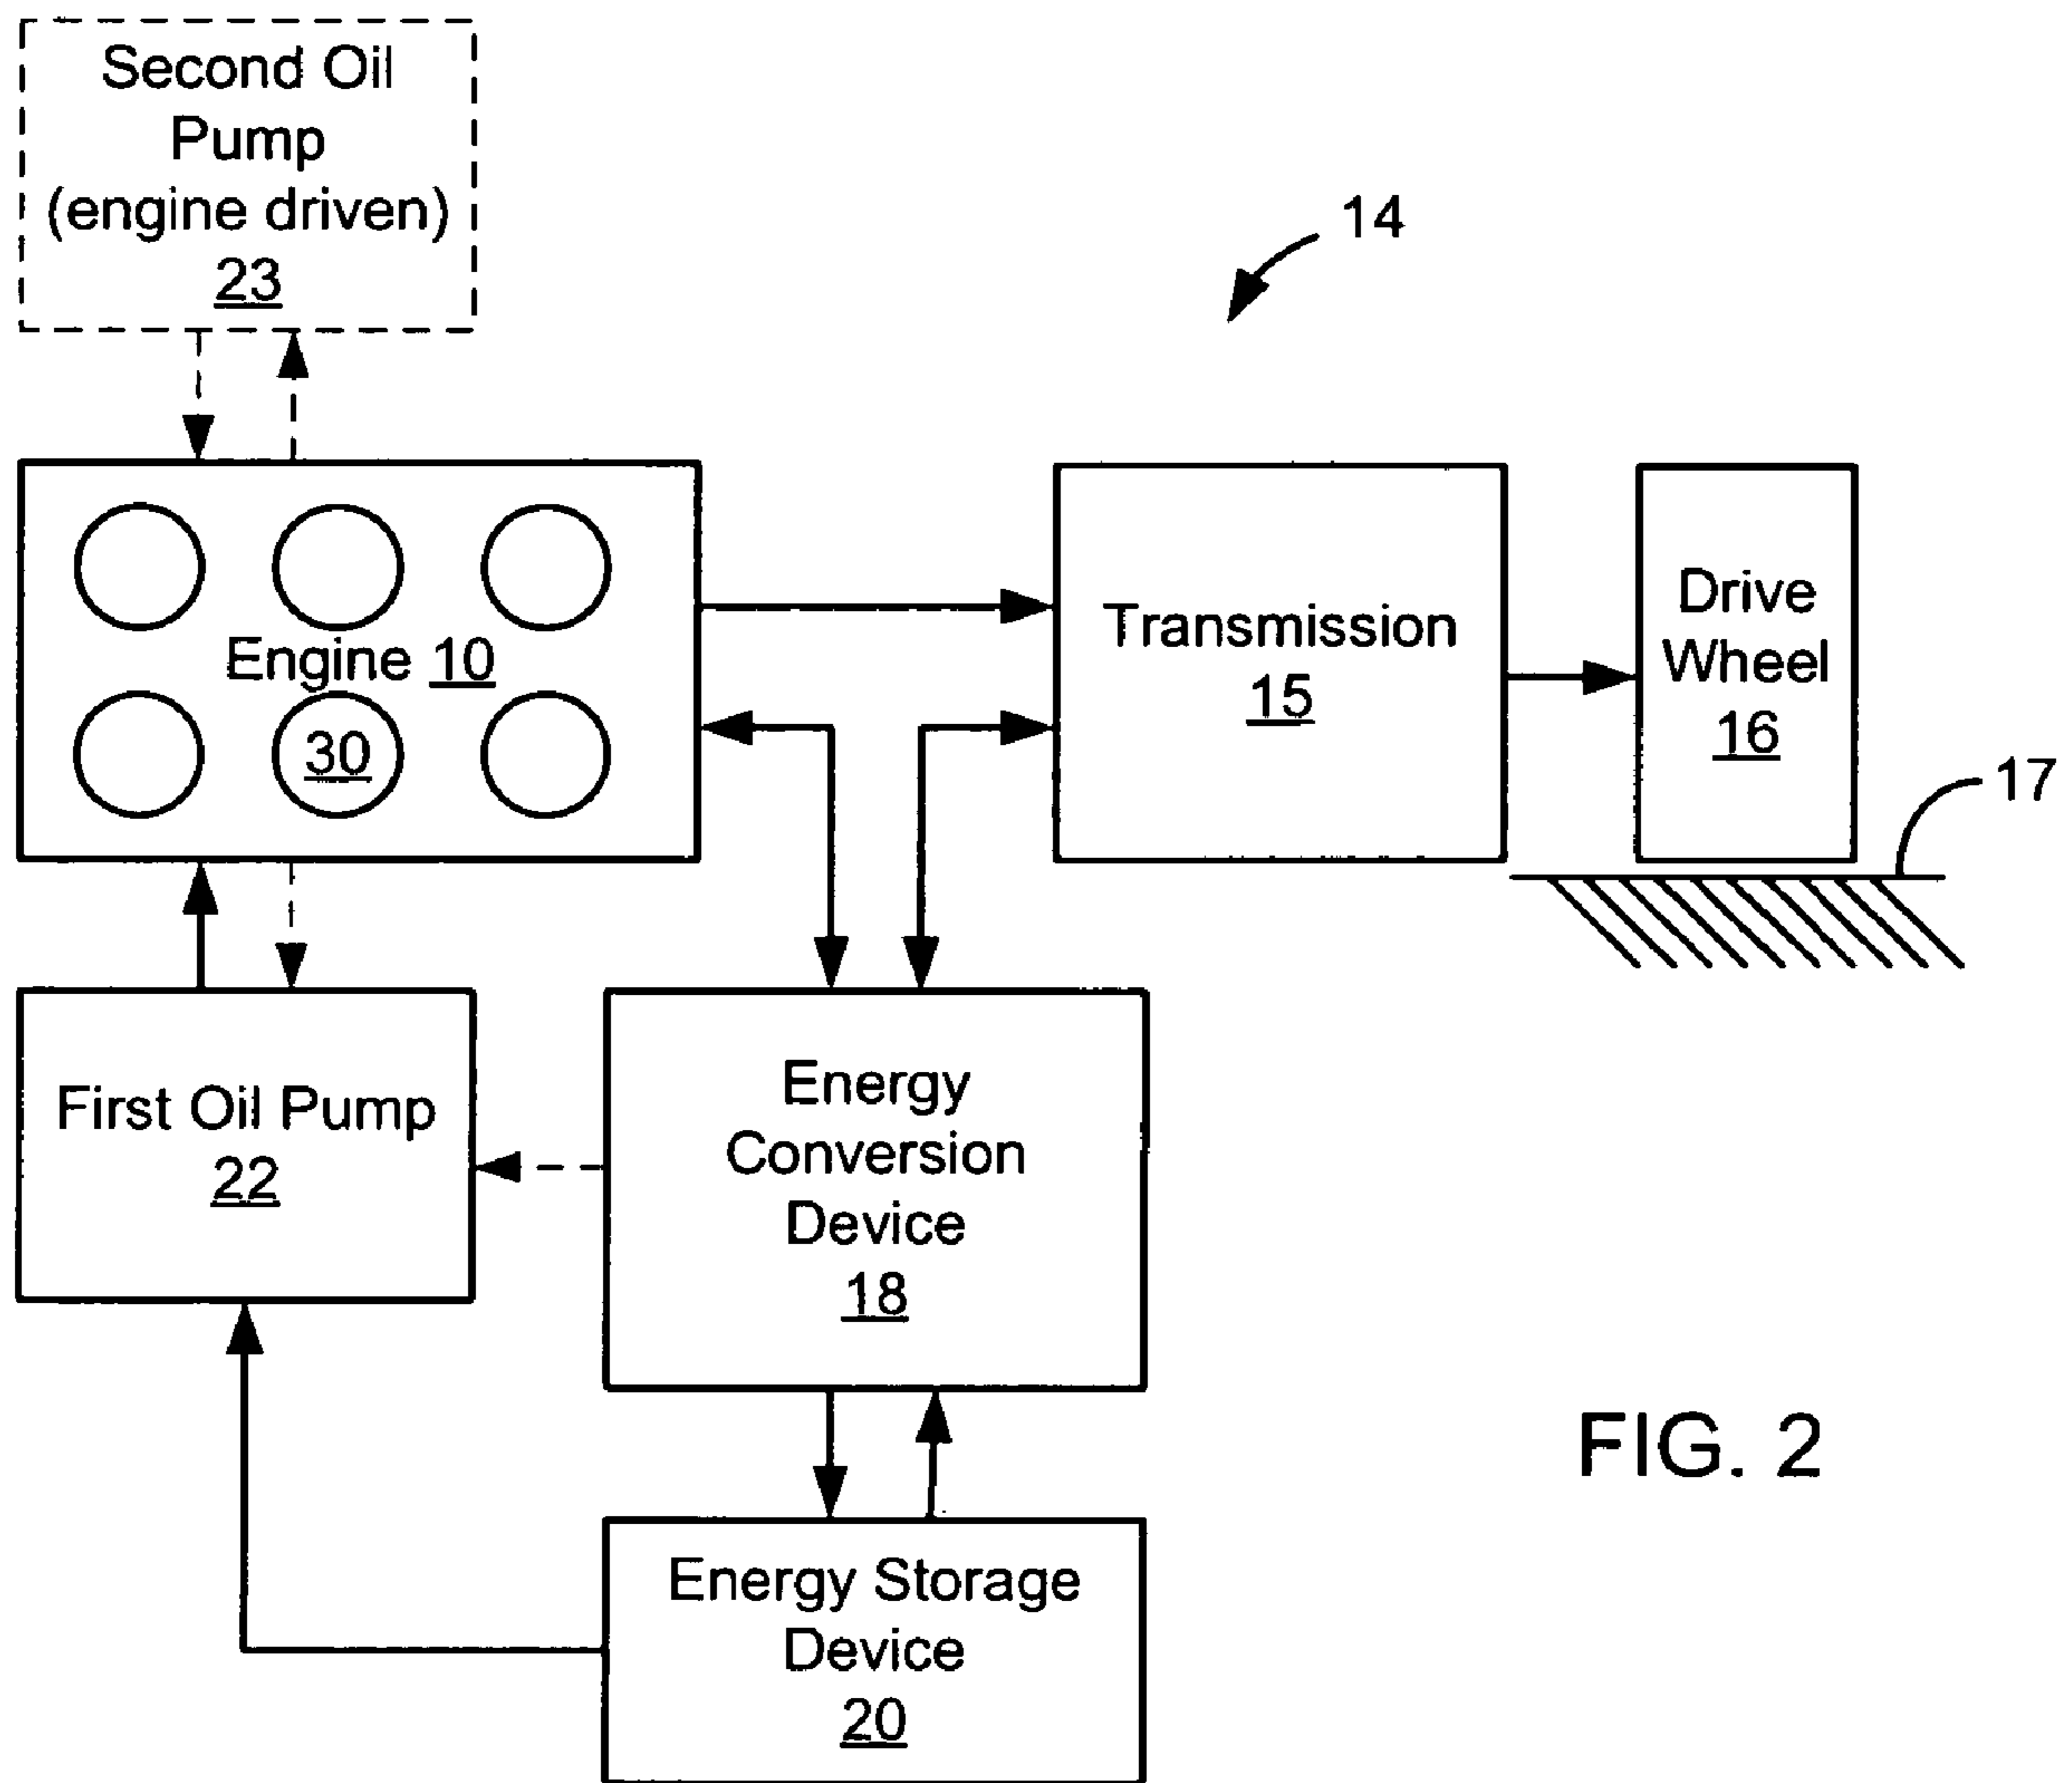 Second Oil
Pump
(engine driven)
23
14
Engine 10
30
Transmission
15
Drive
Wheel
16
17
First Oil Pump
22
Energy
Conversion
Device
18
Energy Storage
Device
20
FIG. 2